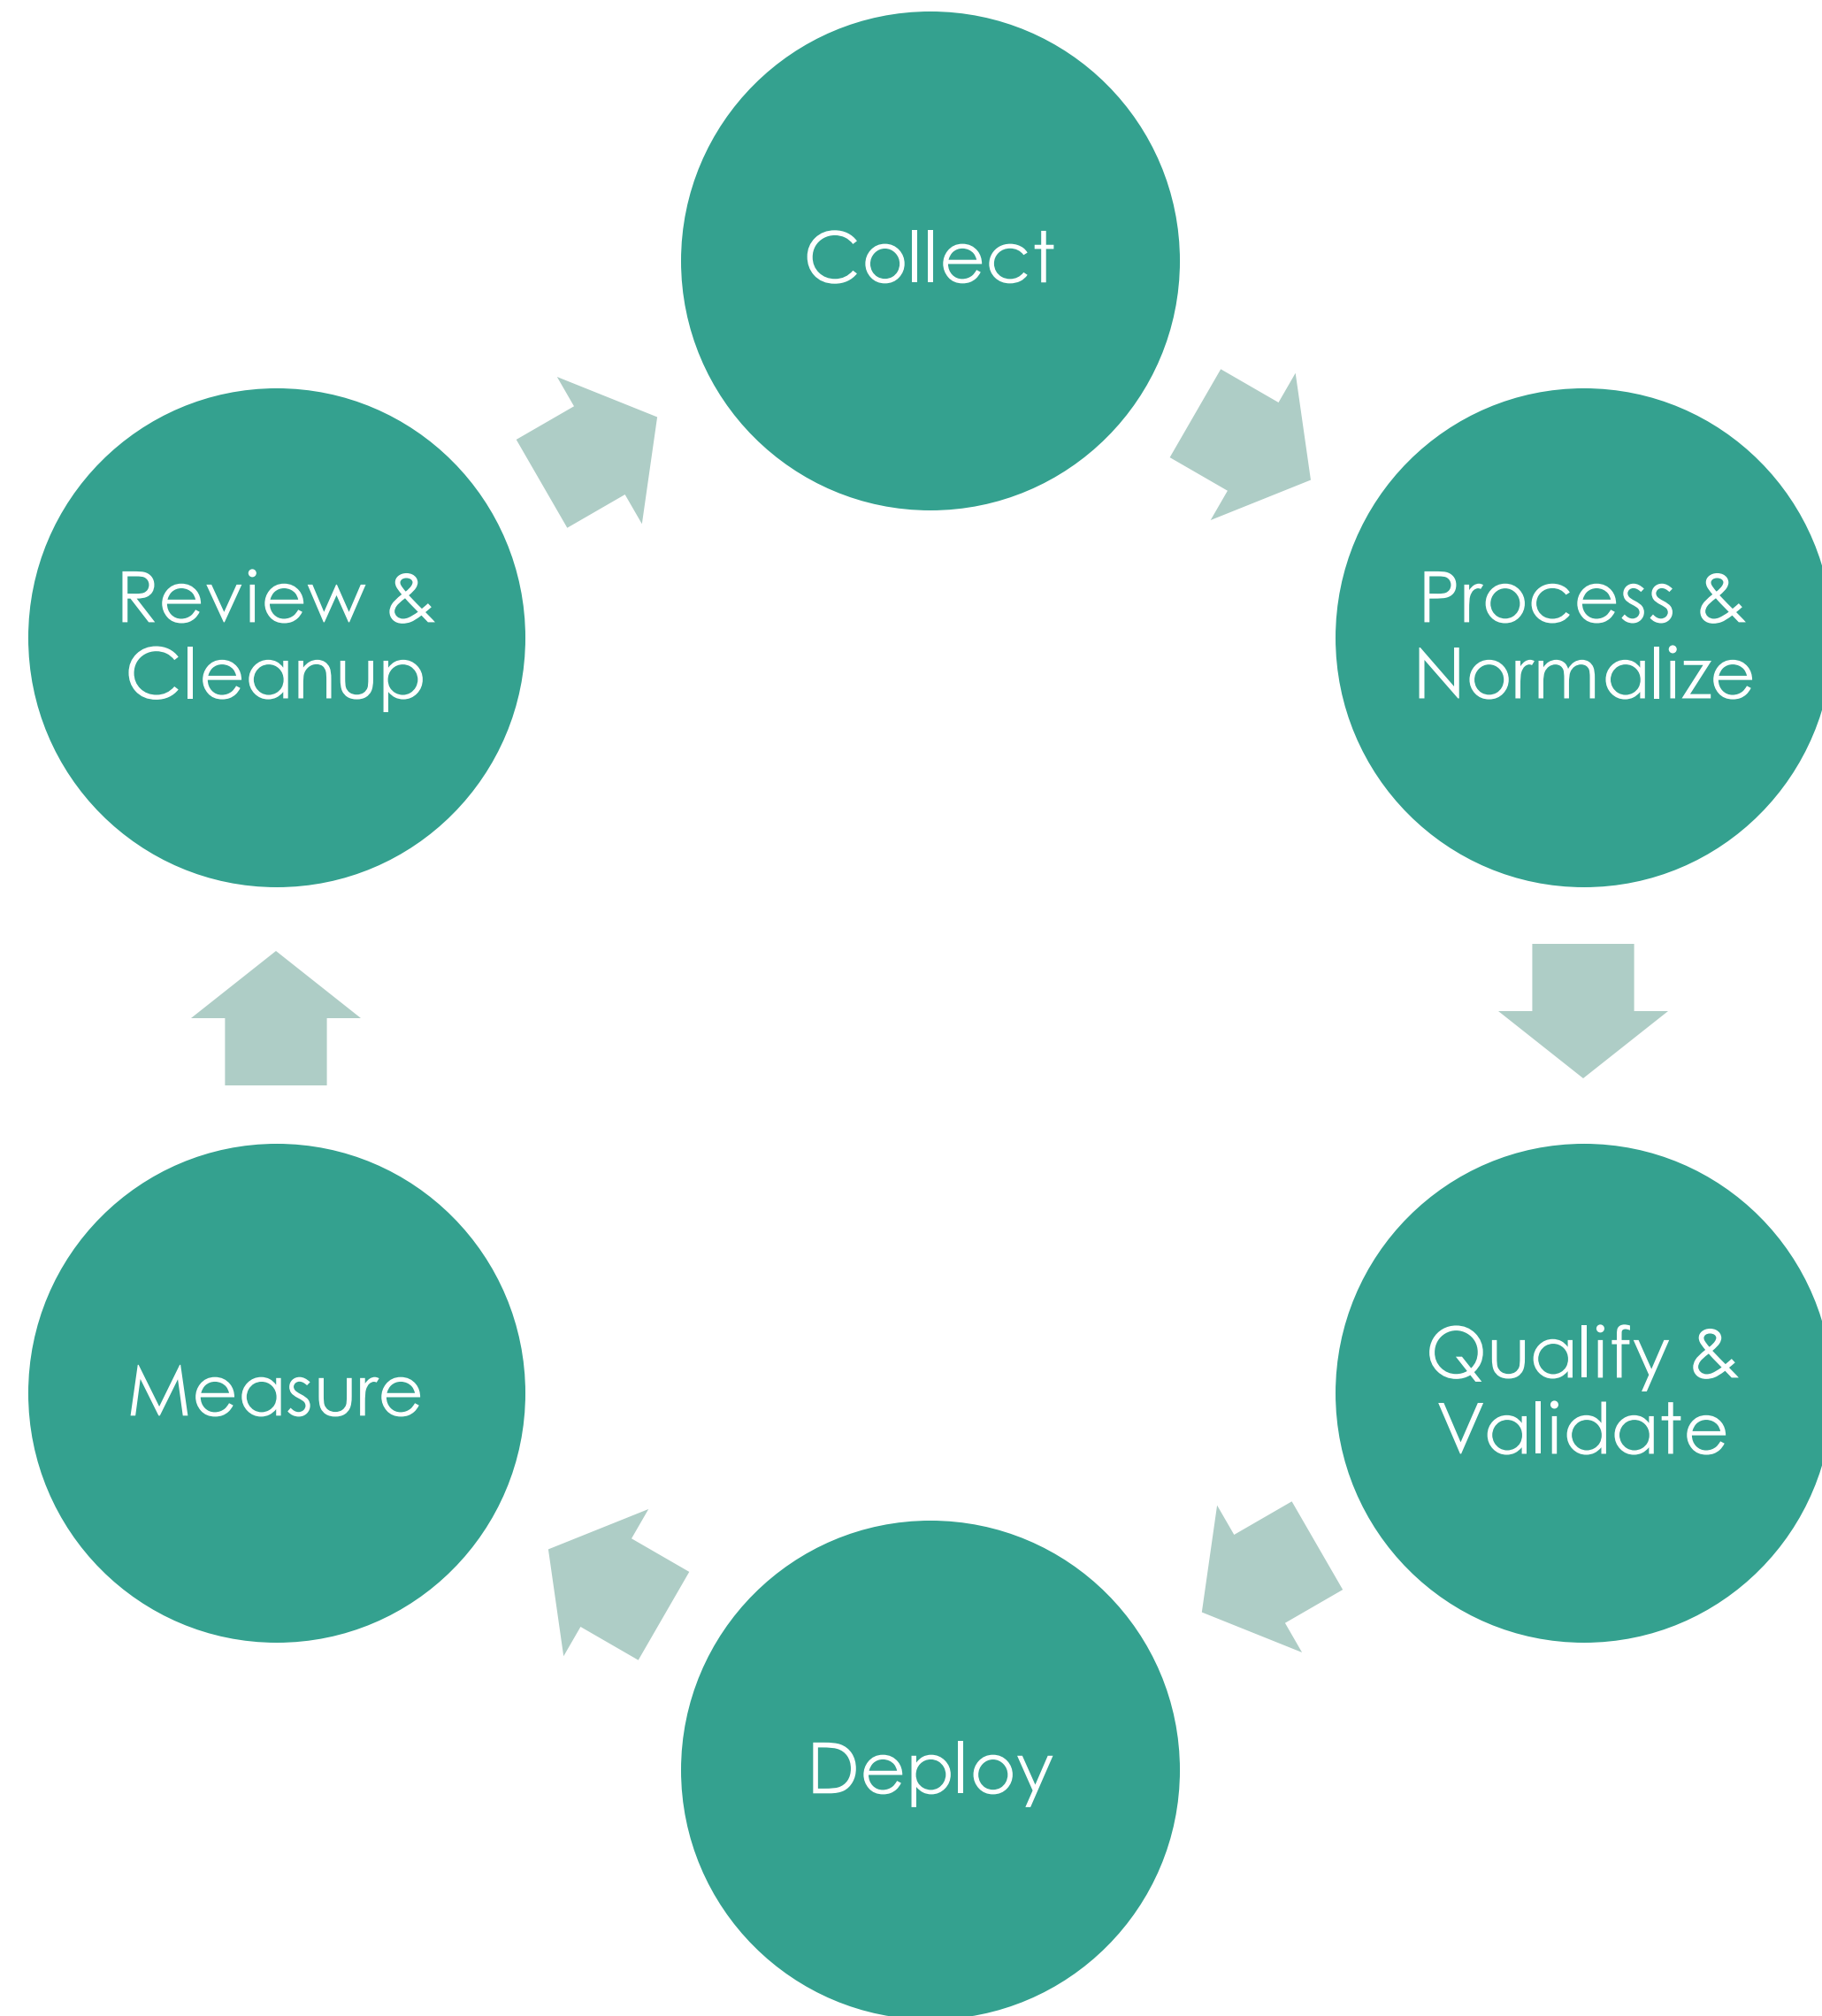 Collect
Process &
Normalize
Qualify &
Validate
Deploy
Measure
Review &
Cleanup